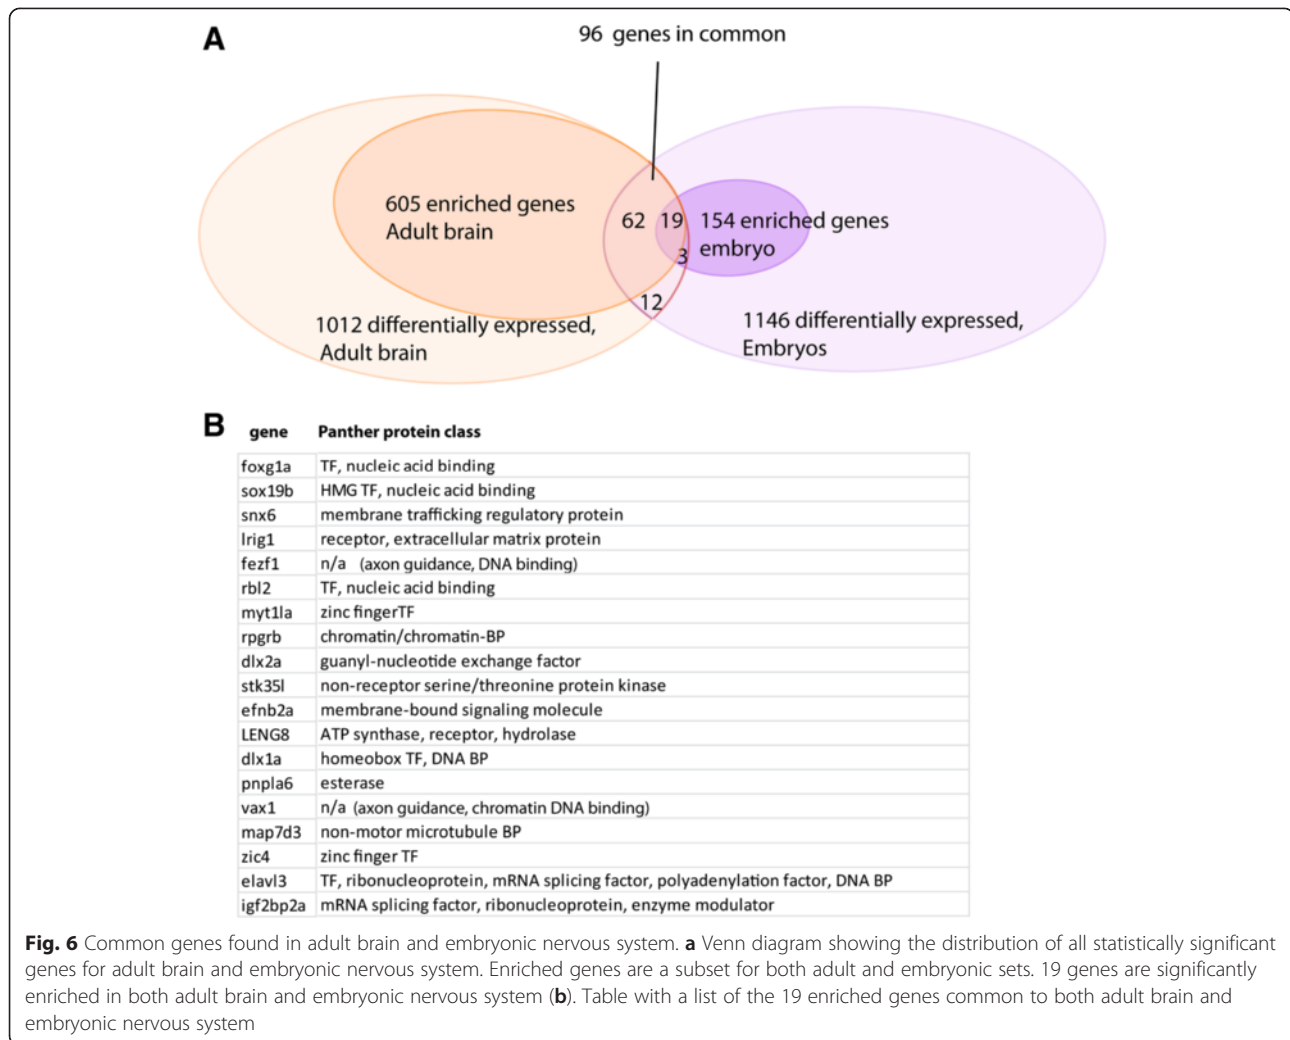 A
96 genes in common
605 enriched genes
Adult brain
62
19
154 enriched genes
embryo
3
12
1012 differentially expressed,
Adult brain
1146 differentially expressed,
Embryos
B
gene Panther protein class
foxg1a TF, nucleic acid binding
sox19b HMG TF, nucleic acid binding
snx6 membrane trafficking regulatory protein
lrig1 receptor, extracellular matrix protein
fezf1 n/a (axon guidance, DNA binding)
rbl2 TF, nucleic acid binding
myt1la zinc fingerTF
rpgrb chromatin/chromatin-BP
dlx2a guanyl-nucleotide exchange factor
stk35l non-receptor serine/threonine protein kinase
efnb2a membrane-bound signaling molecule
LENG8 ATP synthase, receptor, hydrolase
dlx1a homeobox TF, DNA BP
pnpla6 esterase
vax1 n/a (axon guidance, chromatin DNA binding)
map7d3 non-motor microtubule BP
zic4 zinc finger TF
elavl3 TF, ribonucleoprotein, mRNA splicing factor, polyadenylation factor, DNA BP
igf2bp2a mRNA splicing factor, ribonucleoprotein, enzyme modulator
Fig. 6 Common genes found in adult brain and embryonic nervous system. a Venn diagram showing the distribution of all statistically significant
genes for adult brain and embryonic nervous system. Enriched genes are a subset for both adult and embryonic sets. 19 genes are significantly
enriched in both adult brain and embryonic nervous system (b). Table with a list of the 19 enriched genes common to both adult brain and
embryonic nervous system